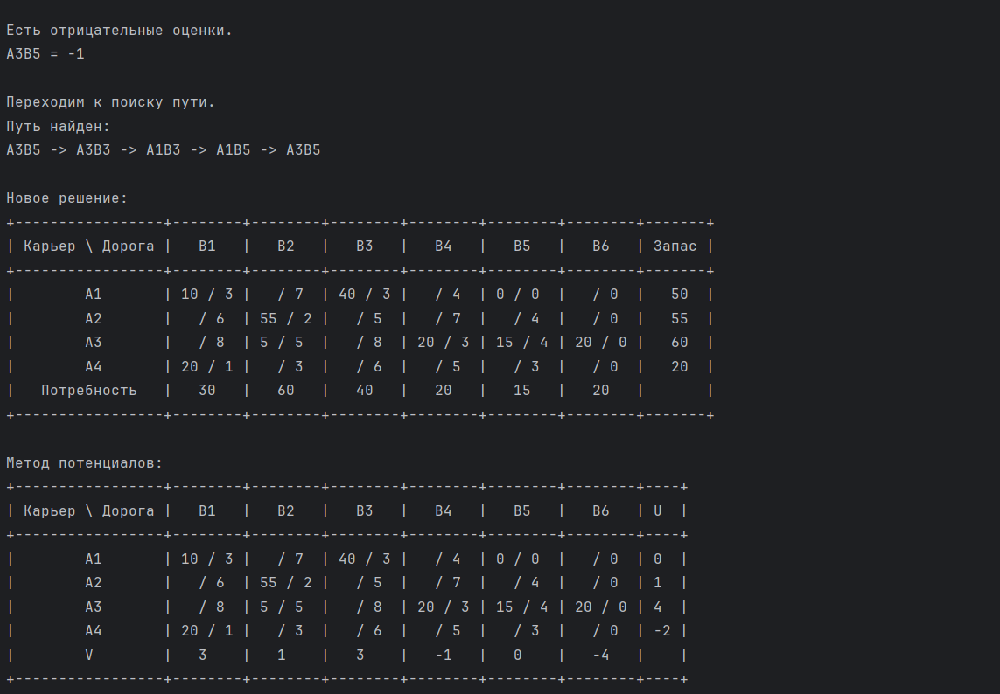 Есть отрицательные оценки.
A3B5 = -1
Переходим к поиску пути.
Путь найден:
A3B5 -> A3B3 -> A1B3 -> A1B5 -> A3B5
Новое решение:
+-----------------+--------+--------+--------+--------+--------+--------+-------+
| Карьер \ Дорога |   B1   |   B2   |   B3   |   B4   |   B5   |   B6   | Запас |
+-----------------+--------+--------+--------+--------+--------+--------+-------+
|        A1       | 10 / 3 |   / 7  | 40 / 3 |   / 4  | 0 / 0  |   / 0  |   50  |
|        A2       |   / 6  | 55 / 2 |   / 5  |   / 7  |   / 4  |   / 0  |   55  |
|        A3       |   / 8  | 5 / 5  |   / 8  | 20 / 3 | 15 / 4 | 20 / 0 |   60  |
|        A4       | 20 / 1 |   / 3  |   / 6  |   / 5  |   / 3  |   / 0  |   20  |
|   Потребность   |   30   |   60   |   40   |   20   |   15   |   20   |       |
+-----------------+--------+--------+--------+--------+--------+--------+-------+
Метод потенциалов:
+-----------------+--------+--------+--------+--------+--------+--------+----+
| Карьер \ Дорога |   B1   |   B2   |   B3   |   B4   |   B5   |   B6   | U  |
+-----------------+--------+--------+--------+--------+--------+--------+----+
|        A1       | 10 / 3 |   / 7  | 40 / 3 |   / 4  | 0 / 0  |   / 0  | 0  |
|        A2       |   / 6  | 55 / 2 |   / 5  |   / 7  |   / 4  |   / 0  | 1  |
|        A3       |   / 8  | 5 / 5  |   / 8  | 20 / 3 | 15 / 4 | 20 / 0 | 4  |
|        A4       | 20 / 1 |   / 3  |   / 6  |   / 5  |   / 3  |   / 0  | -2 |
|        V        |   3    |   1    |   3    |   -1   |   0    |   -4   |    |
+-----------------+--------+--------+--------+--------+--------+--------+----+